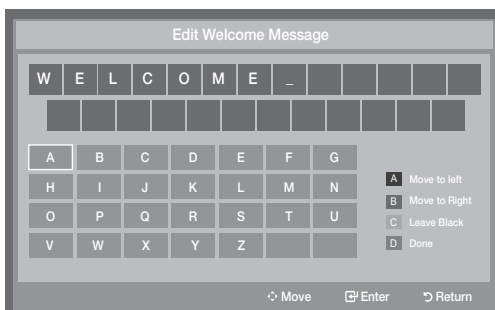 Edit Welcome Message
W E L C O M E _
A B C D E F G
H I J K L M N
O P Q R S T U
V W X Y Z
A Move to left
B Move to Right
C Leave Black
D Done
Move Enter Return